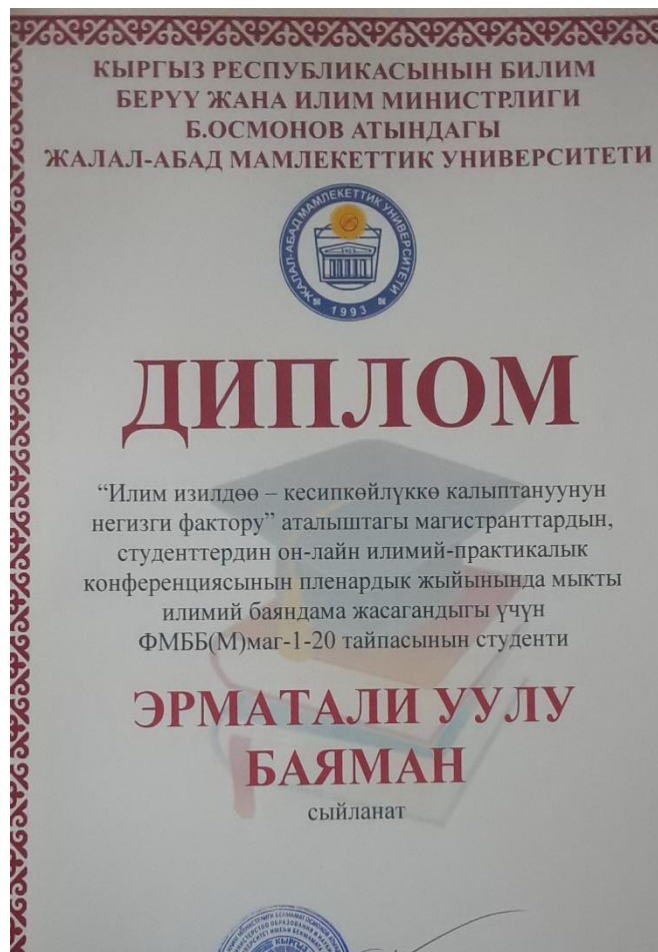 КЫРГЫЗ РЕСПУБЛИКАСЫНЫН БИЛИМ
БЕРҮҮ ЖАНА ИЛИМ МИНИСТРЛИГИ
Б.ОСМОНОВ АТЫНДАГЫ
ЖАЛАЛ-АБАД МАМЛЕКЕТТИК УНИВЕРСИТЕТИ
ЖАЛАЛ-АБАД МАМЛЕКЕТТИК УНИВЕРСИТЕТИ
1993
ДИПЛОМ
“Илим изилдөө – кесипкөйлүккө калыптануунун
негизги фактору” аталыштагы магистранттардын,
студенттердин он-лайн илимий-практикалык
конференциясынын пленардык жыйынында мыкты
илимий баяндама жасагандыгы үчүн
ФМББ(М)маг-1-20 тайпасынын студенти
ЭРМАТАЛИ УУЛУ
БАЯМАН
сыйланат